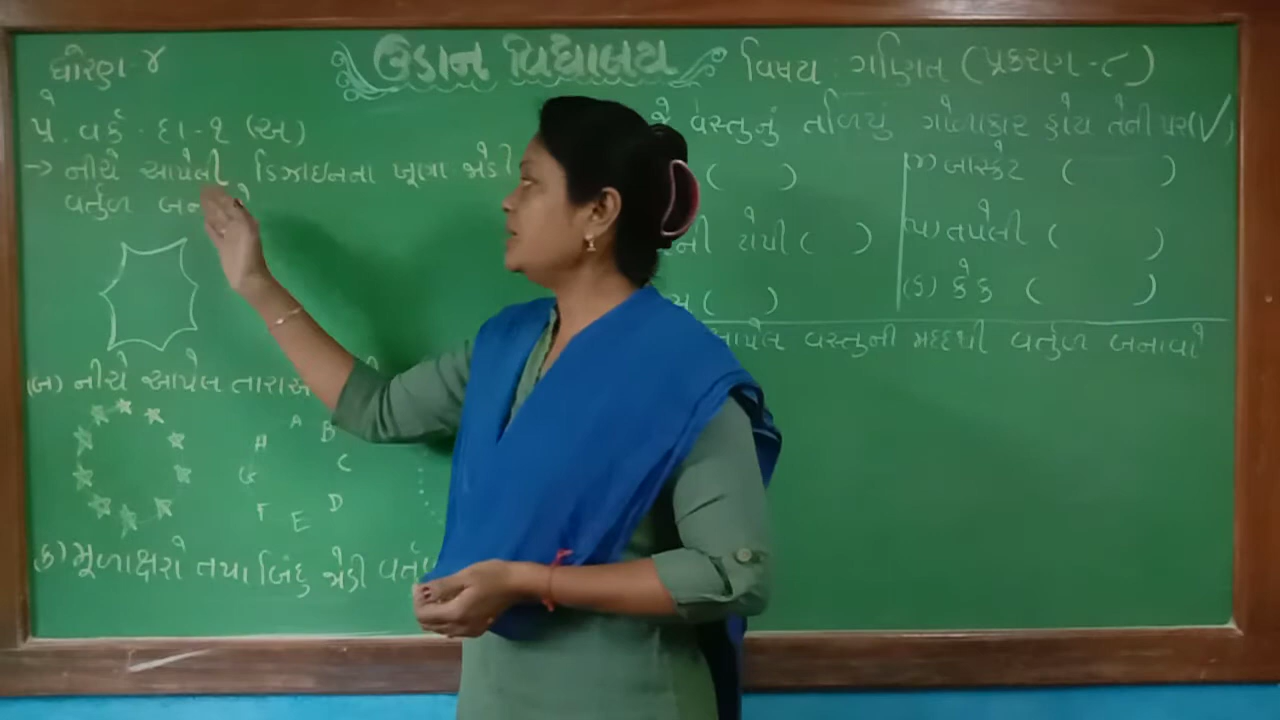 ધોરણ-૪
ઉડાન વિદ્યાલય
વિષય : ગણિત (પ્રકરણ-૮)
પ્રે. વર્ક - ૬૧-૧ (અ)
→ નીચે આપેલી ડિઝાઇનના ખૂણા જોડી
વર્તુળ
(બ) નીચે આપેલ
A
B
C
D
E
F
G
H
(ક) મૂળાક્ષરો તથા બિંદુ જોડી
વસ્તુનું તળિયું ગોળાકાર હોય તેની પર (✓)
( )
ની ટોપી ( )
( )
(૪) બાસ્કેટ ( )
(૫) તપેલી ( )
(૬) કેક ( )
આપેલ વસ્તુની મદદથી વર્તુળ બનાવો